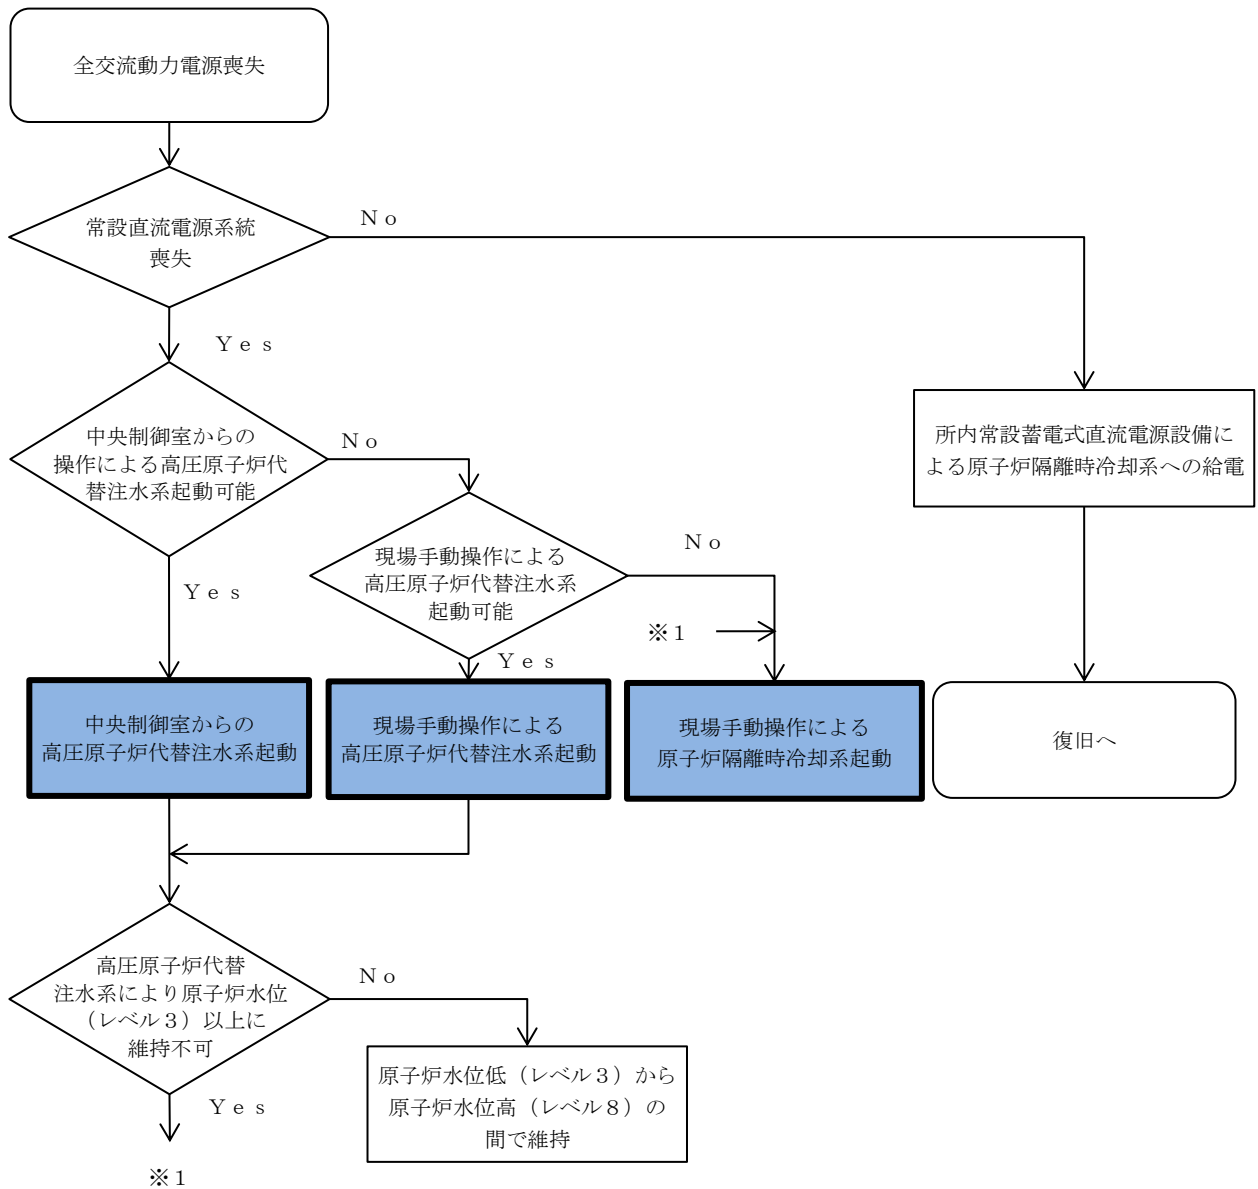 全交流動力電源喪失
常設直流電源系統
喪失
No
Yes
中央制御室からの
操作による高圧原子炉代
替注水系起動可能
No
Yes
現場手動操作による
高圧原子炉代替注水系
起動可能
No
※1
Yes
所内常設蓄電式直流電源設備に
よる原子炉隔離時冷却系への給電
中央制御室からの
高圧原子炉代替注水系起動
現場手動操作による
高圧原子炉代替注水系起動
現場手動操作による
原子炉隔離時冷却系起動
復旧へ
高圧原子炉代替
注水系により原子炉水位
（レベル3）以上に
維持不可
No
Yes
※1
原子炉水位低（レベル3）から
原子炉水位高（レベル8）の
間で維持